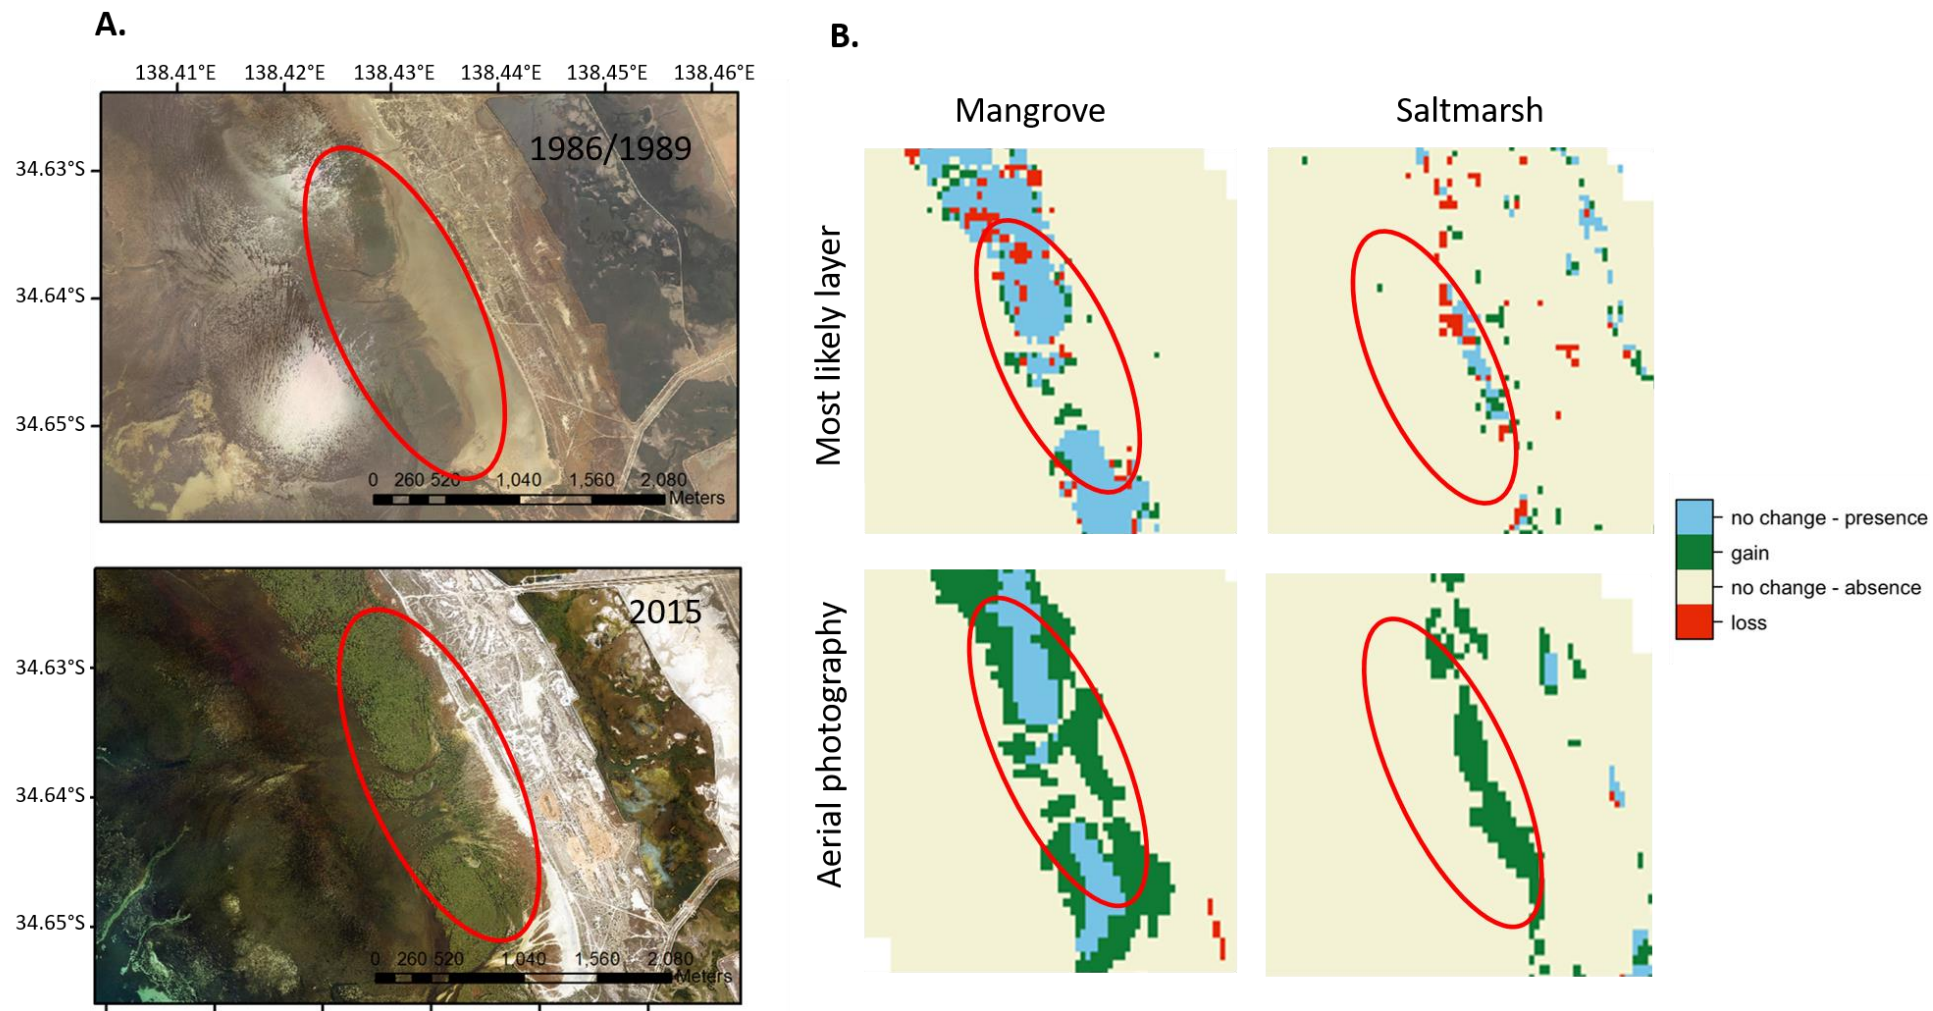 A.
138.41°E 138.42°E 138.43°E 138.44°E 138.45°E 138.46°E
34.63°S
34.64°S
34.65°S
1986/1989
0 260 520 1,040 1,560 2,080
Meters
2015
34.63°S
34.64°S
34.65°S
0 260 520 1,040 1,560 2,080
Meters
B.
Mangrove Saltmarsh
Most likely layer
Aerial photography
no change - presence
gain
no change - absence
loss